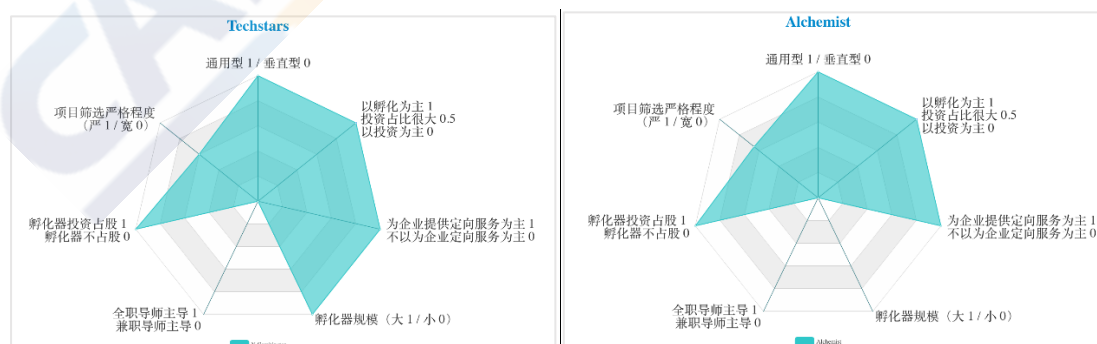 Techstars
通用型 1 / 垂直型 0
以孵化为主 1
投资占比很大 0.5
以投资为主 0
项目筛选严格程度
（严 1 / 宽 0）
孵化器投资占股 1
孵化器不占股 0
为企业提供定向服务为主 1
不以为企业定向服务为主 0
全职导师主导 1
兼职导师主导 0
孵化器规模（大 1 / 小 0）
Alchemist
通用型 1 / 垂直型 0
以孵化为主 1
投资占比很大 0.5
以投资为主 0
项目筛选严格程度
（严 1 / 宽 0）
孵化器投资占股 1
孵化器不占股 0
为企业提供定向服务为主 1
不以为企业定向服务为主 0
全职导师主导 1
兼职导师主导 0
孵化器规模（大 1 / 小 0）
Alchemist